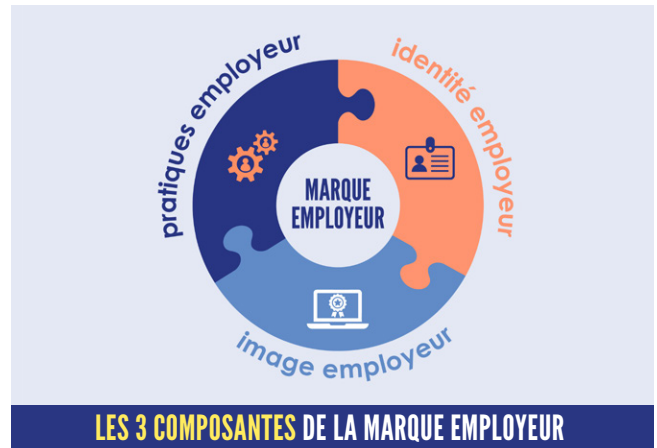 pratiques employeur
identité employeur
MARQUE
EMPLOYEUR
image employeur
LES 3 COMPOSANTES DE LA MARQUE EMPLOYEUR